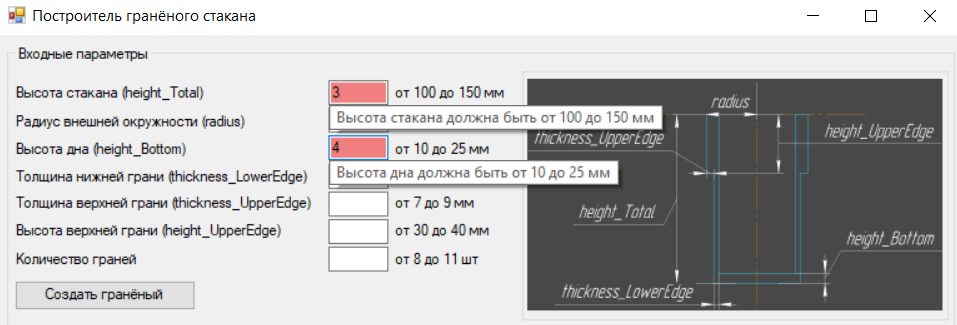 Построитель гранёного стакана
Входные параметры
Высота стакана (height_Total) 3 от 100 до 150 мм
Высота стакана должна быть от 100 до 150 мм
Радиус внешней окружности (radius)
Высота дна (height_Bottom) 4 от 10 до 25 мм
Высота дна должна быть от 10 до 25 мм
Толщина нижней грани (thickness_LowerEdge)
Толщина верхней грани (thickness_UpperEdge) от 7 до 9 мм
Высота верхней грани (height_UpperEdge) от 30 до 40 мм
Количество граней от 8 до 11 шт
Создать гранёный
radius
thickness_UpperEdge
height_UpperEdge
height_Total
height_Bottom
thickness_LowerEdge